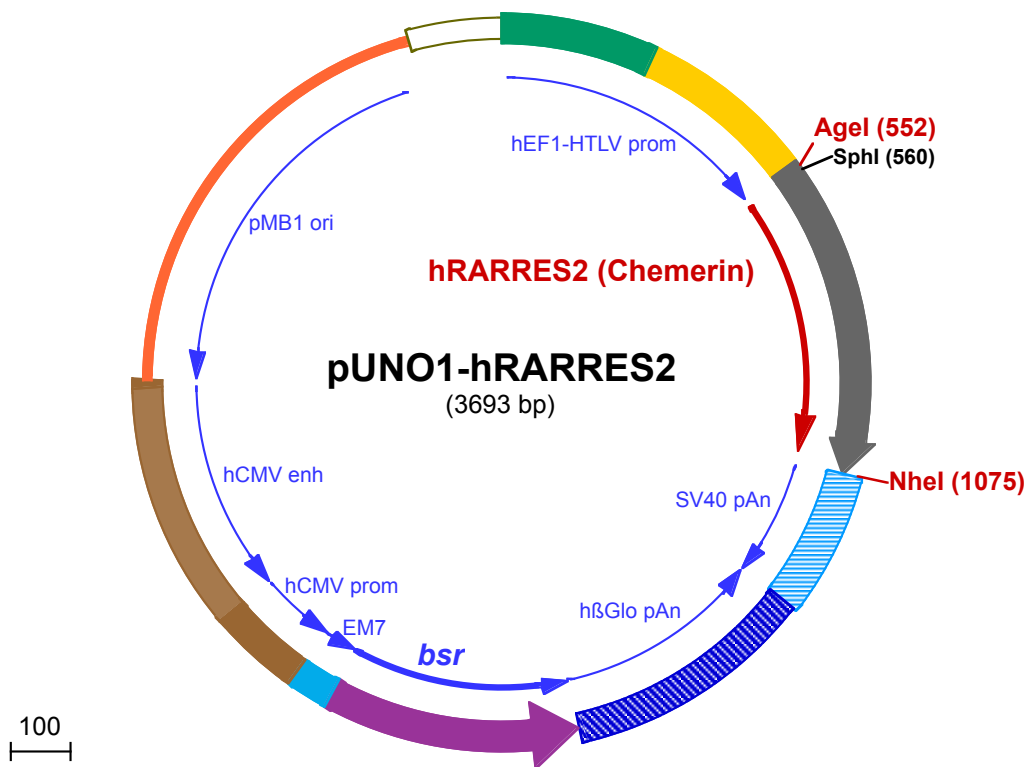 hEF1-HTLV prom
AgeI (552)
SphI (560)
pMB1 ori
hRARRES2 (Chemerin)
pUNO1-hRARRES2
(3693 bp)
hCMV enh
NheI (1075)
SV40 pAn
hCMV prom
hßGlo pAn
EM7
bsr
100